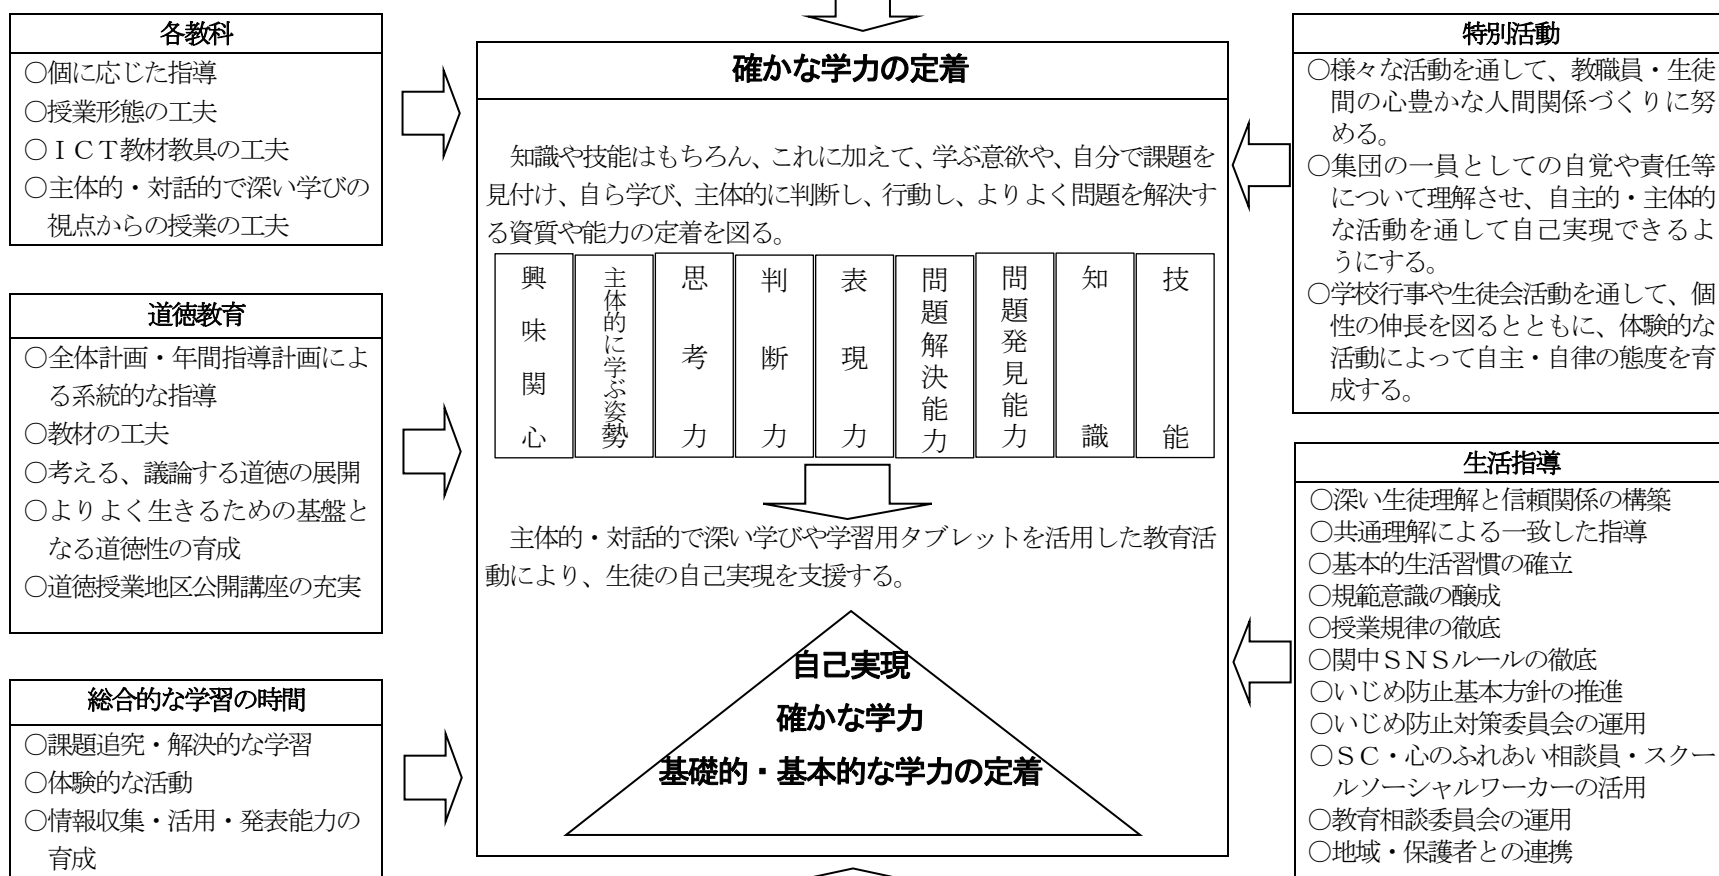 各教科
○個に応じた指導
○授業形態の工夫
○ＩＣＴ教材教具の工夫
○主体的・対話的で深い学びの
視点からの授業の工夫
道徳教育
○全体計画・年間指導計画によ
る系統的な指導
○教材の工夫
○考える、議論する道徳の展開
○よりよく生きるための基盤と
なる道徳性の育成
○道徳授業地区公開講座の充実
総合的な学習の時間
○課題追究・解決的な学習
○体験的な活動
○情報収集・活用・発表能力の
育成
確かな学力の定着
知識や技能はもちろん、これに加えて、学ぶ意欲や、自分で課題を
見付け、自ら学び、主体的に判断し、行動し、よりよく問題を解決す
る資質や能力の定着を図る。
興味関心
主体的に学ぶ姿勢
思考力
判断力
表現力
問題解決能力
問題発見能力
知識
技能
主体的・対話的で深い学びや学習用タブレットを活用した教育活
動により、生徒の自己実現を支援する。
自己実現
確かな学力
基礎的・基本的な学力の定着
特別活動
○様々な活動を通して、教職員・生徒
間の心豊かな人間関係づくりに努
める。
○集団の一員としての自覚や責任等
について理解させ、自主的・主体的
な活動を通して自己実現できるよ
うにする。
○学校行事や生徒会活動を通して、個
性の伸長を図るとともに、体験的な
活動によって自主・自律の態度を育
成する。
生活指導
○深い生徒理解と信頼関係の構築
○共通理解による一致した指導
○基本的生活習慣の確立
○規範意識の醸成
○授業規律の徹底
○関中ＳＮＳルールの徹底
○いじめ防止基本方針の推進
○いじめ防止対策委員会の運用
○ＳＣ・心のふれあい相談員・スクー
ルソーシャルワーカーの活用
○教育相談委員会の運用
○地域・保護者との連携